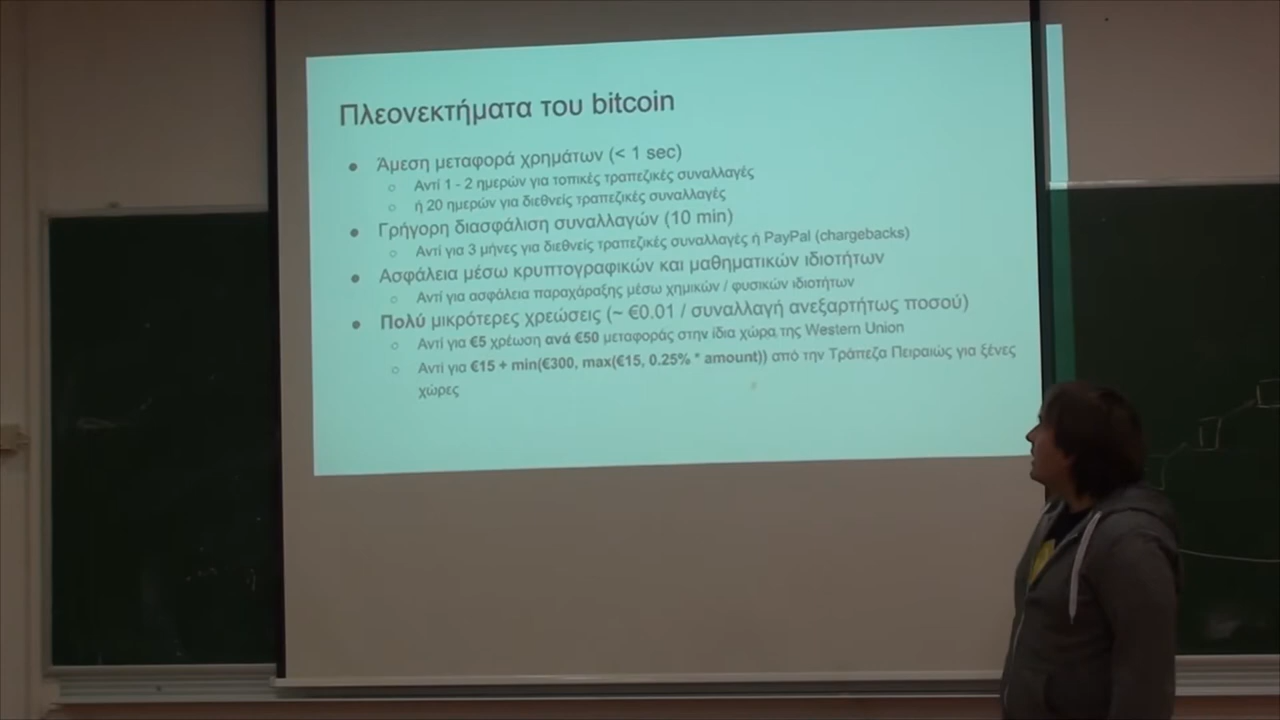 Πλεονεκτήματα του bitcoin
● Άμεση μεταφορά χρημάτων (< 1 sec)
○ Αντί 1 - 2 ημερών για τοπικές τραπεζικές συναλλαγές
○ ή 20 ημερών για διεθνείς τραπεζικές συναλλαγές
● Γρήγορη διασφάλιση συναλλαγών (10 min)
○ Αντί για 3 μήνες για διεθνείς τραπεζικές συναλλαγές ή PayPal (chargebacks)
● Ασφάλεια μέσω κρυπτογραφικών και μαθηματικών ιδιοτήτων
○ Αντί για ασφάλεια παραχάραξης μέσω χημικών / φυσικών ιδιοτήτων
● Πολύ μικρότερες χρεώσεις (~ €0.01 / συναλλαγή ανεξαρτήτως ποσού)
○ Αντί για €5 χρέωση ανά €50 μεταφοράς στην ίδια χώρα της Western Union
○ Αντί για €15 + min(€300, max(€15, 0.25% * amount)) από την Τράπεζα Πειραιώς για ξένες
χώρες